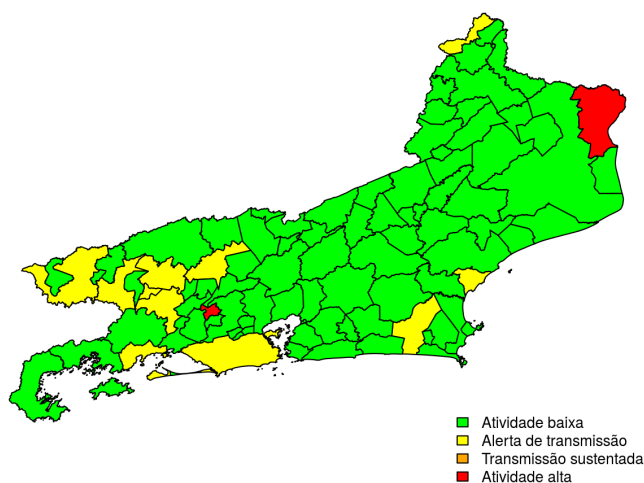 Atividade baixa
Alerta de transmissão
Transmissão sustentada
Atividade alta